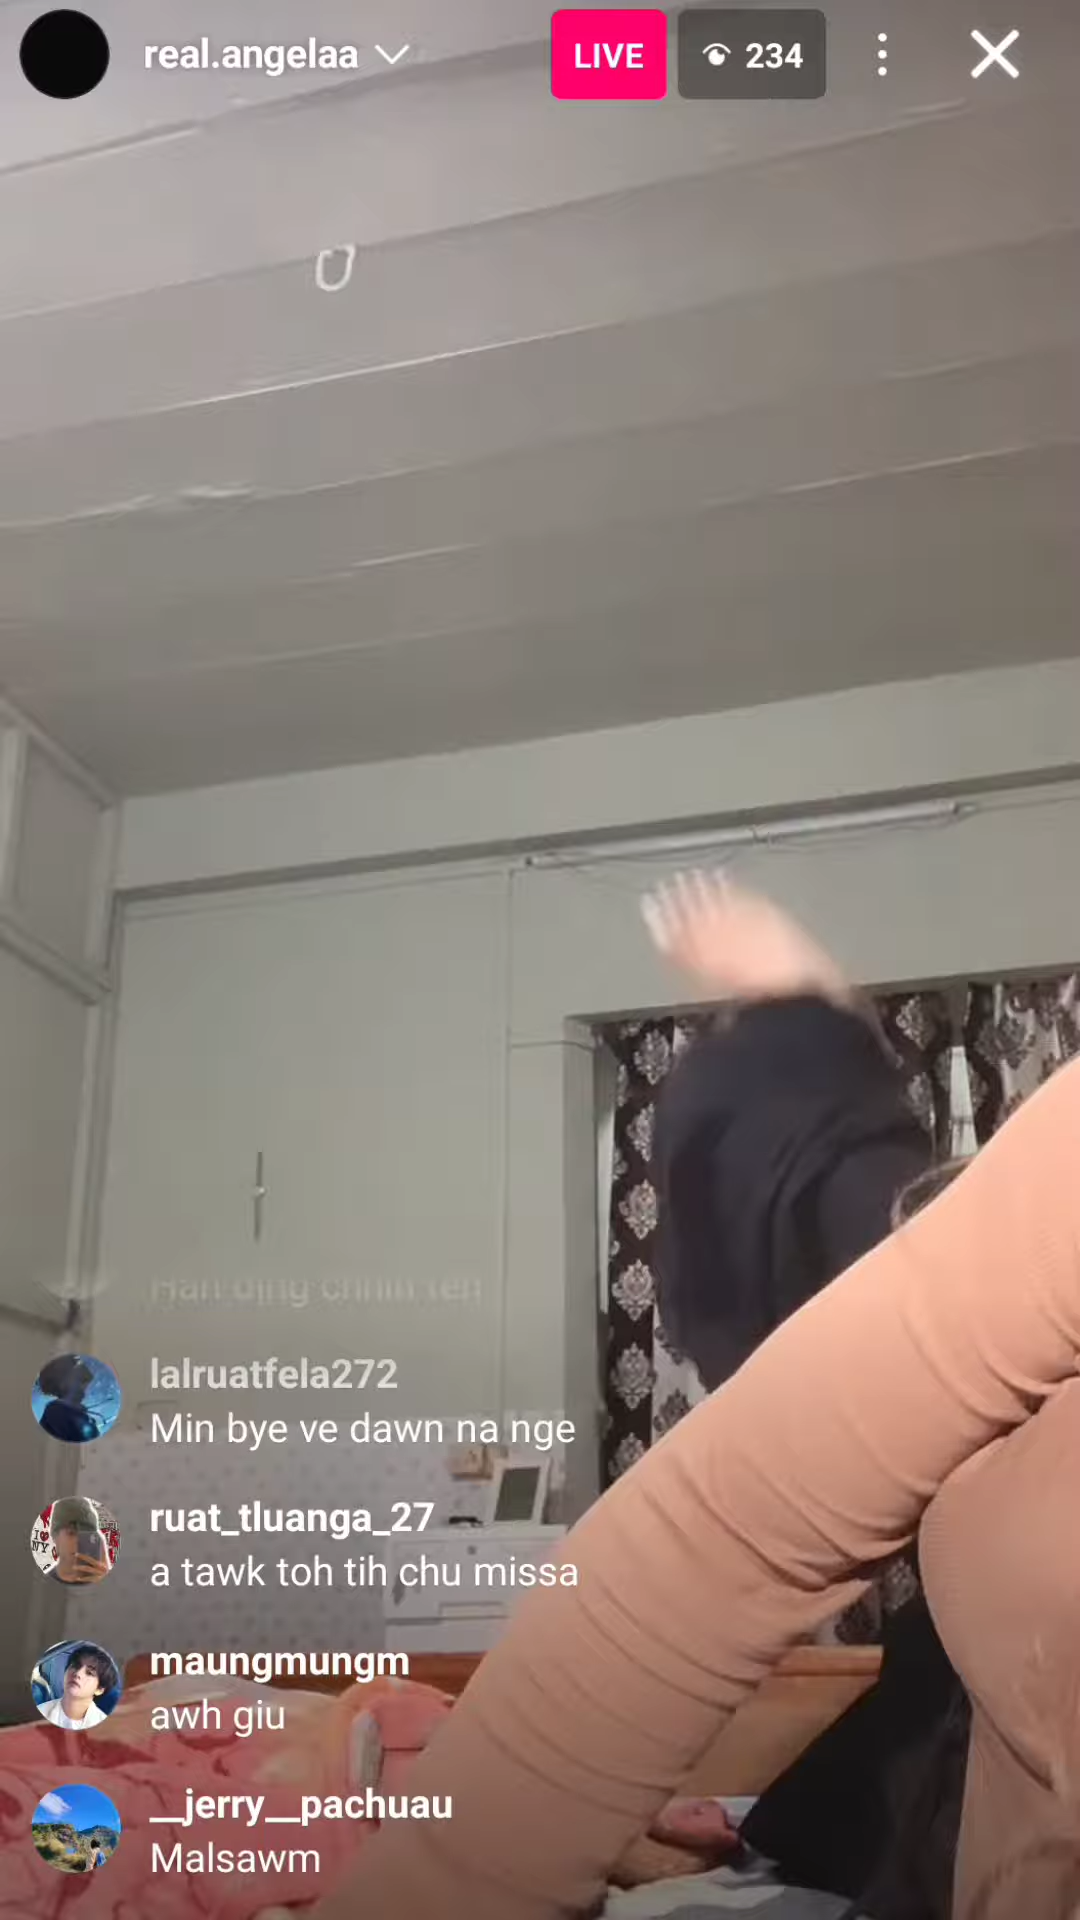 real.angelaa
LIVE
234
lalruatfela272
Min bye ve dawn na nge
ruat_tluanga_27
a tawk toh tih chu missa
maungmungm
awh giu
__jerry__pachuau
Malsawm